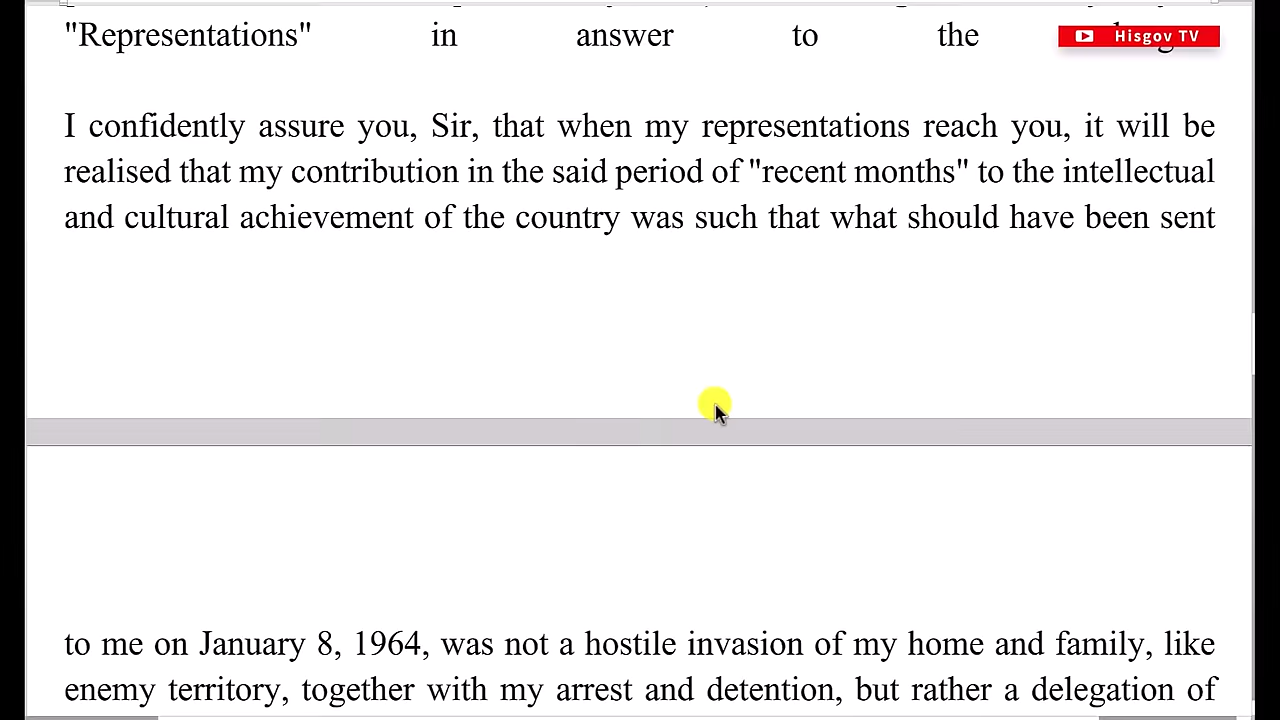 "Representations" in answer to the
Hisgov TV
I confidently assure you, Sir, that when my representations reach you, it will be
realised that my contribution in the said period of "recent months" to the intellectual
and cultural achievement of the country was such that what should have been sent
to me on January 8, 1964, was not a hostile invasion of my home and family, like
enemy territory, together with my arrest and detention, but rather a delegation of